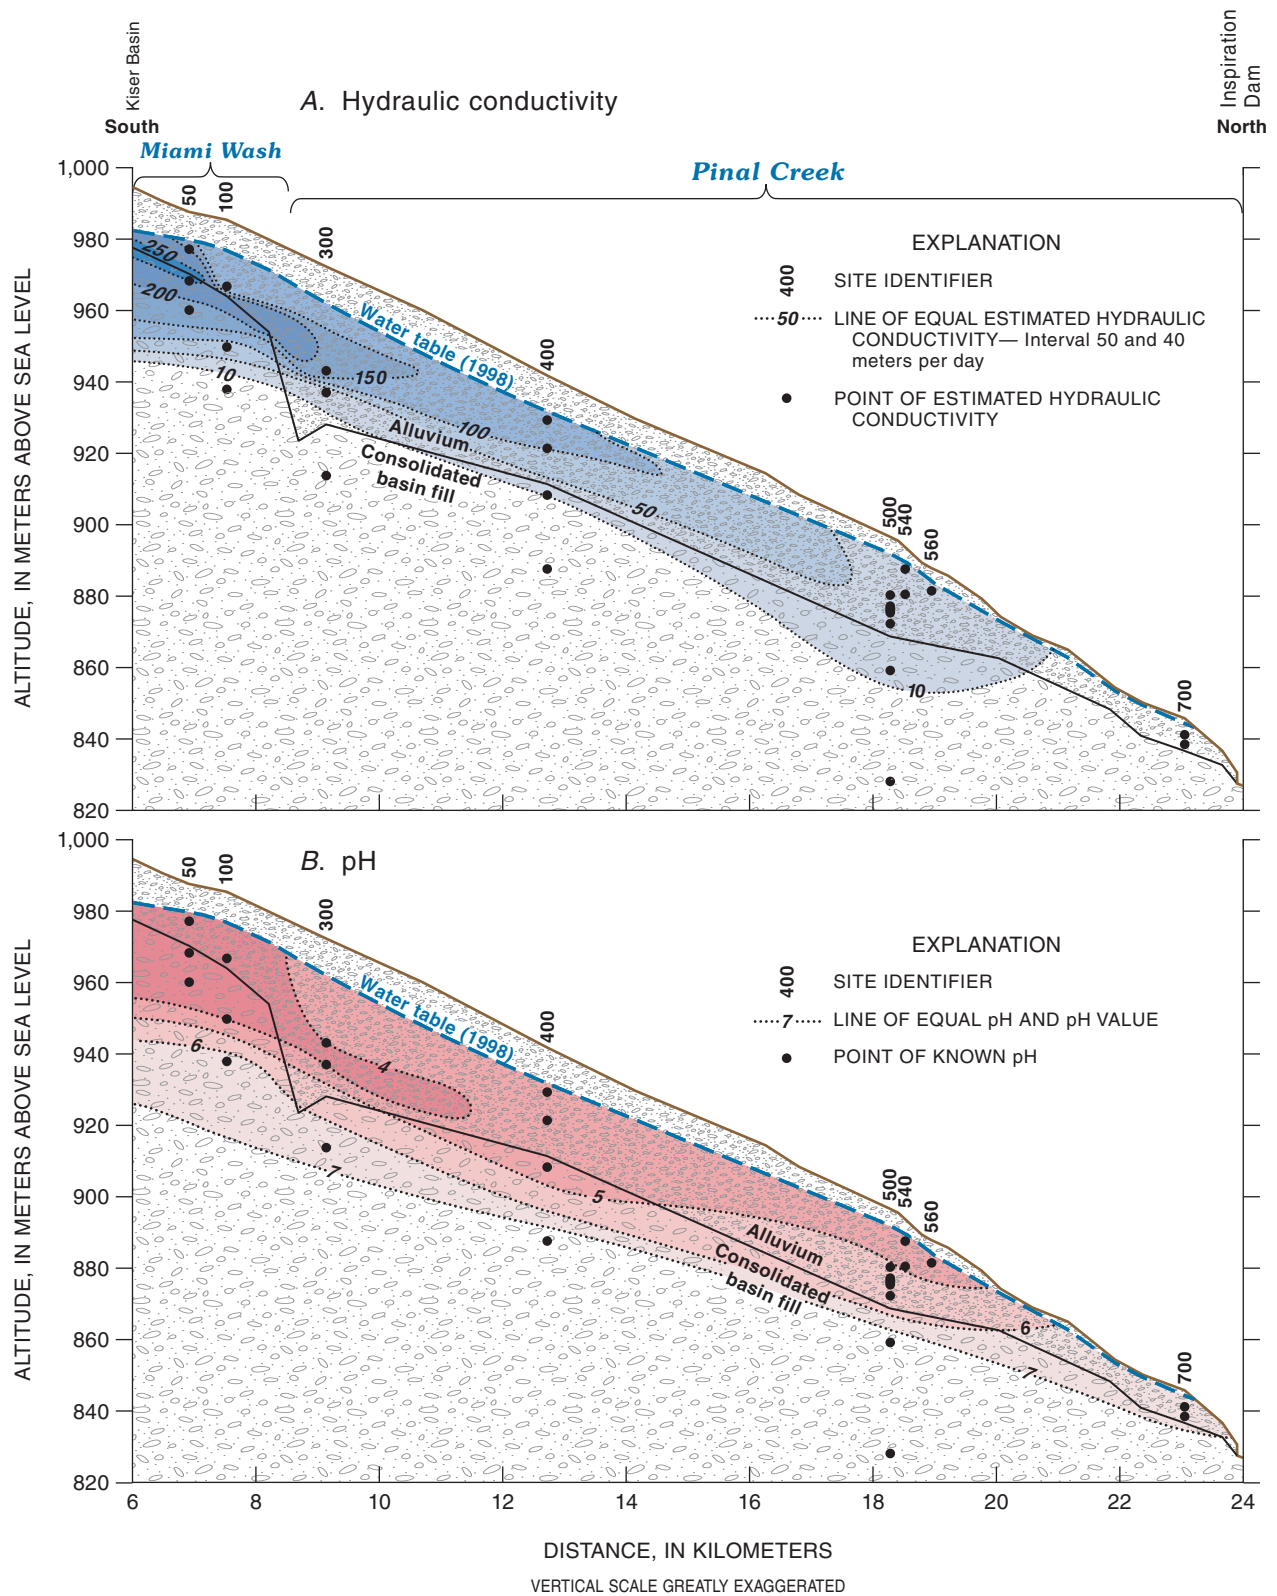 Kiser Basin
Inspiration
Dam
A. Hydraulic conductivity
South
North
Miami Wash
Pinal Creek
1,000
980
960
940
920
900
880
860
840
820
ALTITUDE, IN METERS ABOVE SEA LEVEL
50
100
300
400
500
540
560
700
250
200
150
100
50
10
10
Water table (1998)
Alluvium
Consolidated
basin fill
EXPLANATION
400 SITE IDENTIFIER
50 LINE OF EQUAL ESTIMATED HYDRAULIC
CONDUCTIVITY— Interval 50 and 40
meters per day
POINT OF ESTIMATED HYDRAULIC
CONDUCTIVITY
6 8 10 12 14 16 18 20 22 24
B. pH
1,000
980
960
940
920
900
880
860
840
820
ALTITUDE, IN METERS ABOVE SEA LEVEL
50
100
300
400
500
540
560
700
4
5
6
6
7
7
Water table (1998)
Alluvium
Consolidated
basin fill
EXPLANATION
400 SITE IDENTIFIER
7 LINE OF EQUAL pH AND pH VALUE
POINT OF KNOWN pH
DISTANCE, IN KILOMETERS
VERTICAL SCALE GREATLY EXAGGERATED